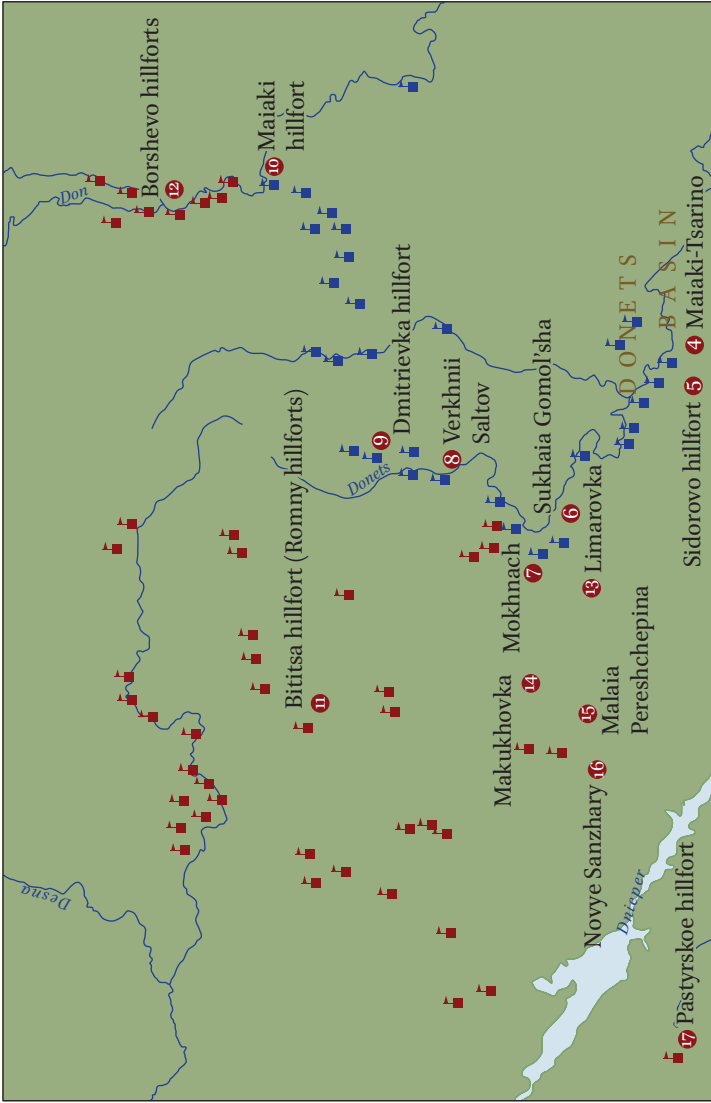 Desna
Don
Borshevo hillforts
12
Maiaki
hillfort
10
Bititsa hillfort (Romny hillforts)
11
Donets
9
Dmitrievka hillfort
8
Verkhnii
Saltov
Makukhovka
14
Mokhnach
7
Sukhaia Gomol'sha
6
Novye Sanzhary
16
15
Malaia
Pereshchepina
13
Limarovka
Dnieper
DONETS
BASIN
17
Pastyrskoe hillfort
Sidorovo hillfort
5
4
Maiaki-Tsarino